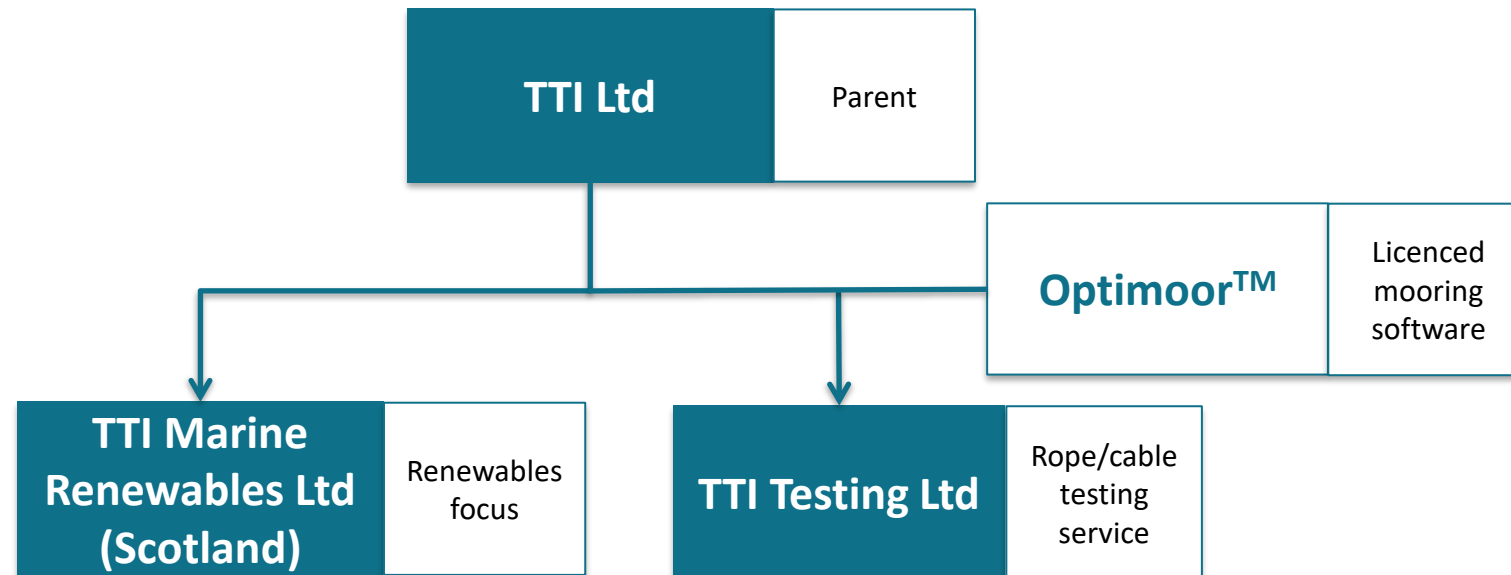 TTI Ltd
Parent
Optimoor™
Licenced
mooring
software
TTI Marine
Renewables Ltd
(Scotland)
Renewables
focus
TTI Testing Ltd
Rope/cable
testing
service